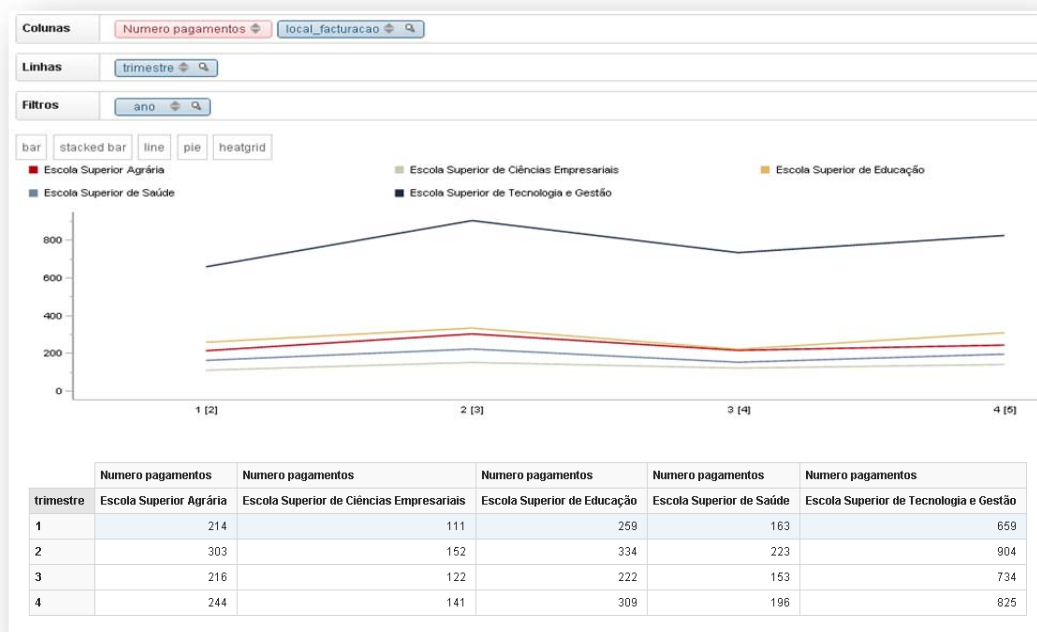 Colunas Numero pagamentos local_facturacao
Linhas trimestre
Filtros ano
bar stacked bar line pie heatgrid
Escola Superior Agrária Escola Superior de Ciências Empresariais Escola Superior de Educação
Escola Superior de Saúde Escola Superior de Tecnologia e Gestão
800
600
400
200
0
1 [2] 2 [3] 3 [4] 4 [5]
Numero pagamentos Numero pagamentos Numero pagamentos Numero pagamentos Numero pagamentos
trimestre Escola Superior Agrária Escola Superior de Ciências Empresariais Escola Superior de Educação Escola Superior de Saúde Escola Superior de Tecnologia e Gestão
1 214 111 259 163 659
2 303 152 334 223 904
3 216 122 222 153 734
4 244 141 309 196 825